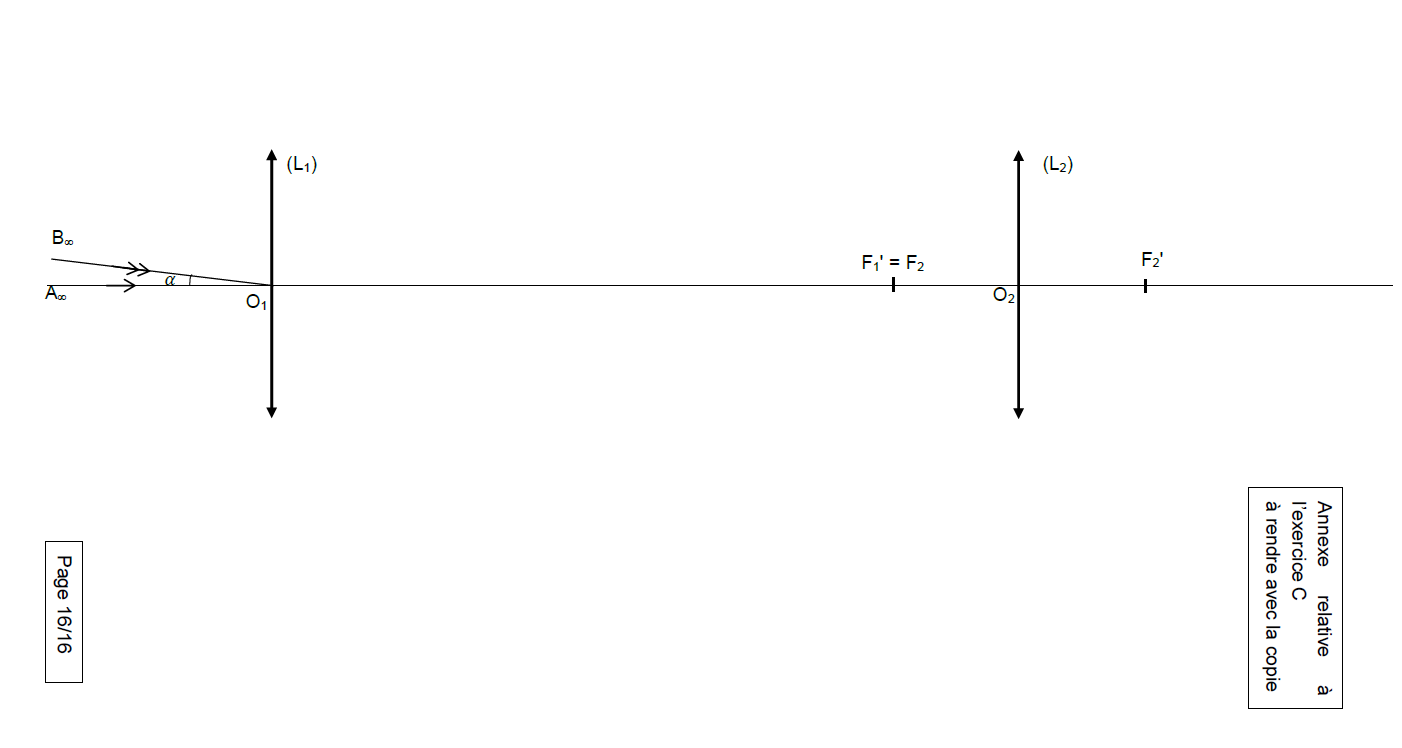 (L₁)
(L₂)
B∞
F₁' = F₂
F₂'
α
A∞
O₁
O₂
Annexe relative à
l'exercice C
à rendre avec la copie
Page 16/16